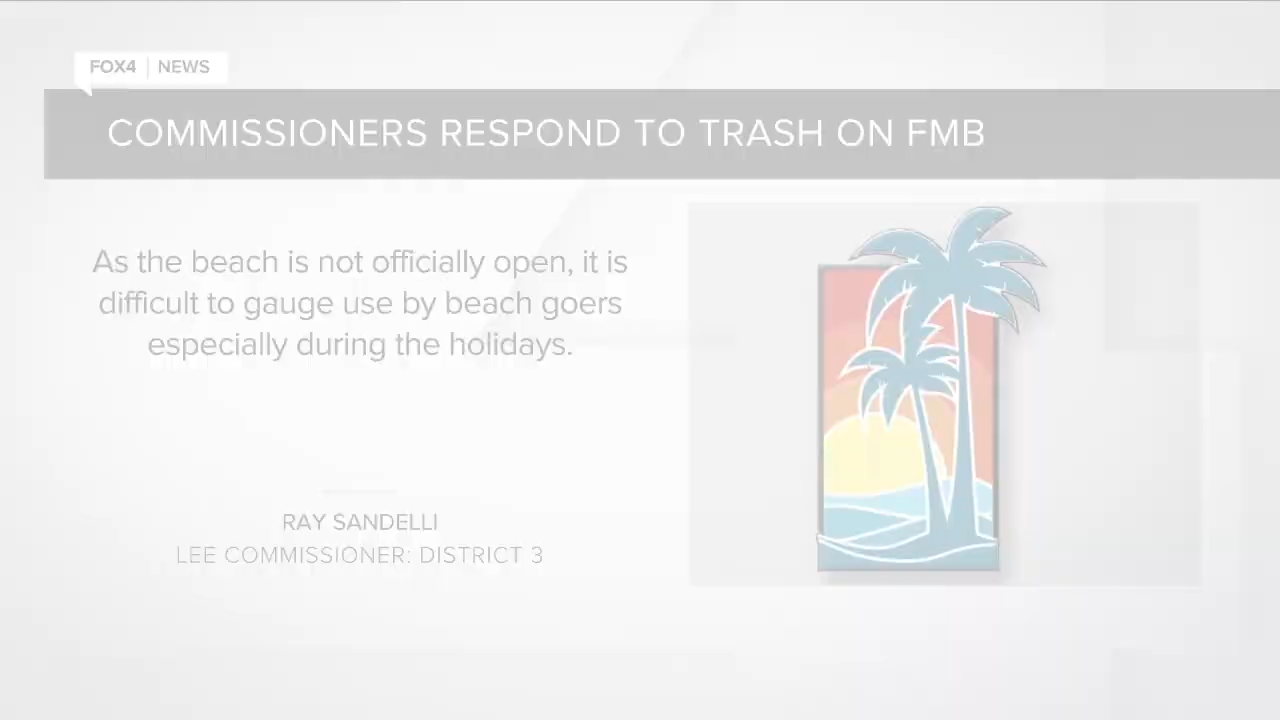 FOX4 | NEWS
COMMISSIONERS RESPOND TO TRASH ON FMB
As the beach is not officially open, it is
difficult to gauge use by beach goers
especially during the holidays.
RAY SANDELLI
LEE COMMISSIONER: DISTRICT 3